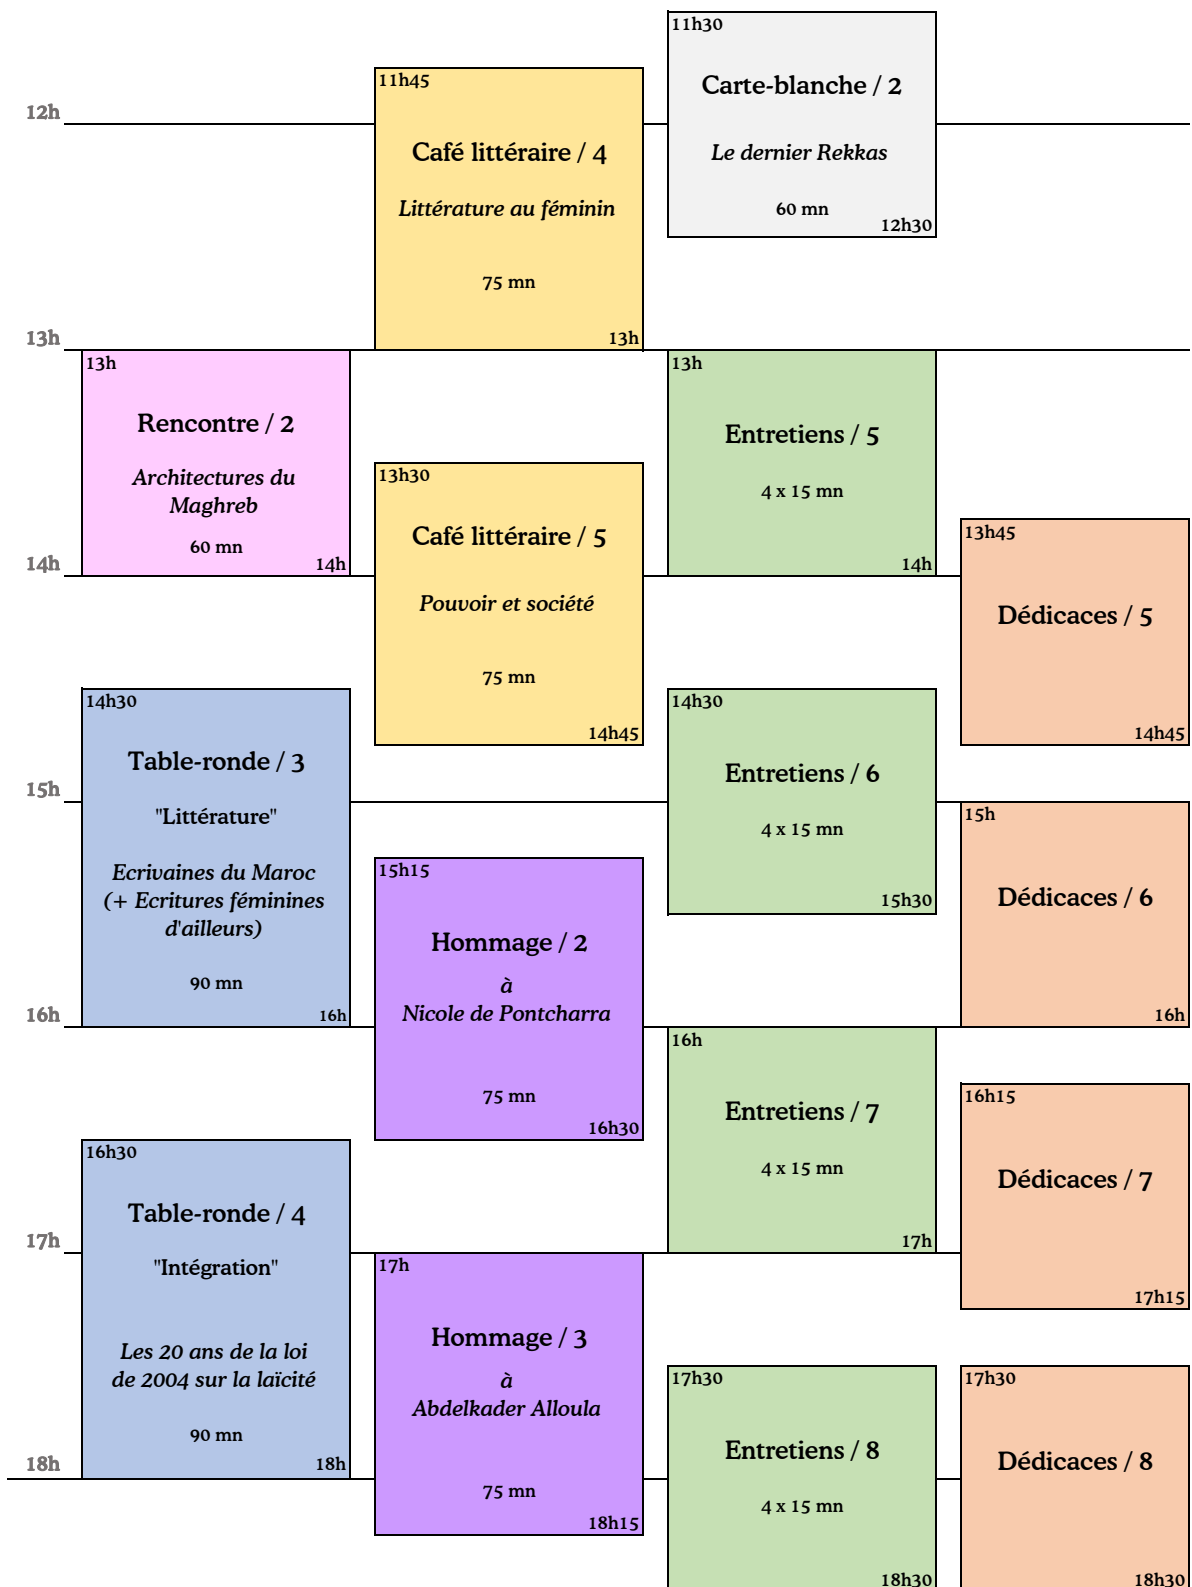 11h30
Carte-blanche / 2
Le dernier Rekkas
60 mn
12h30
11h45
Café littéraire / 4
Littérature au féminin
75 mn
13h
12h
13h
13h
Rencontre / 2
Architectures du
Maghreb
60 mn
14h
13h
Entretiens / 5
4 x 15 mn
14h
13h30
Café littéraire / 5
Pouvoir et société
75 mn
14h45
13h45
Dédicaces / 5
14h45
14h
14h30
Table-ronde / 3
"Littérature"
Ecrivaines du Maroc
(+ Ecritures féminines
d'ailleurs)
90 mn
16h
14h30
Entretiens / 6
4 x 15 mn
15h30
15h
15h
Dédicaces / 6
16h
15h15
Hommage / 2
à
Nicole de Pontcharra
75 mn
16h30
16h
16h
Entretiens / 7
4 x 15 mn
17h
16h15
Dédicaces / 7
17h15
16h30
Table-ronde / 4
"Intégration"
Les 20 ans de la loi
de 2004 sur la laïcité
90 mn
18h
17h
17h
Hommage / 3
à
Abdelkader Alloula
75 mn
18h15
17h30
Entretiens / 8
4 x 15 mn
18h30
17h30
Dédicaces / 8
18h30
18h